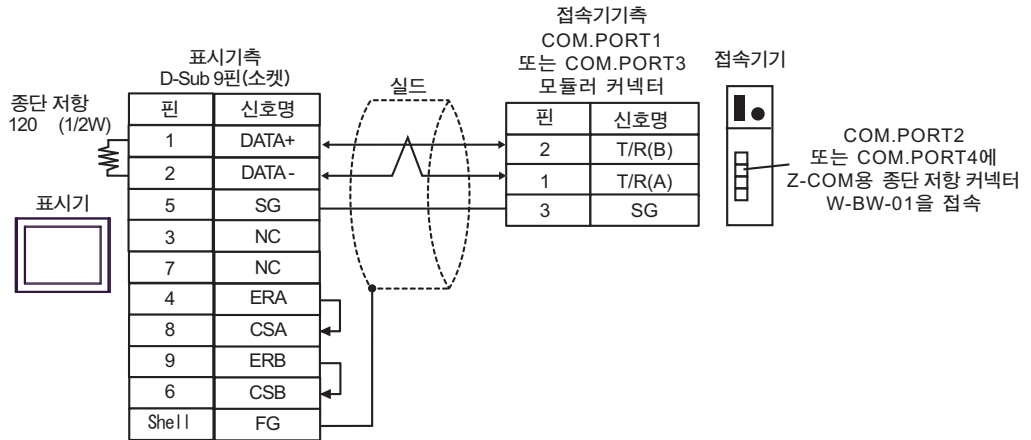 접속기기측
COM.PORT1
또는 COM.PORT3
모듈러 커넥터
표시기측
D-Sub 9핀(소켓)
실드
접속기기
종단 저항
120 (1/2W)
핀 신호명
1 DATA+
2 DATA-
5 SG
3 NC
7 NC
4 ERA
8 CSA
9 ERB
6 CSB
Shell FG
표시기
핀 신호명
2 T/R(B)
1 T/R(A)
3 SG
COM.PORT2
또는 COM.PORT4에
Z-COM용 종단 저항 커넥터
W-BW-01을 접속